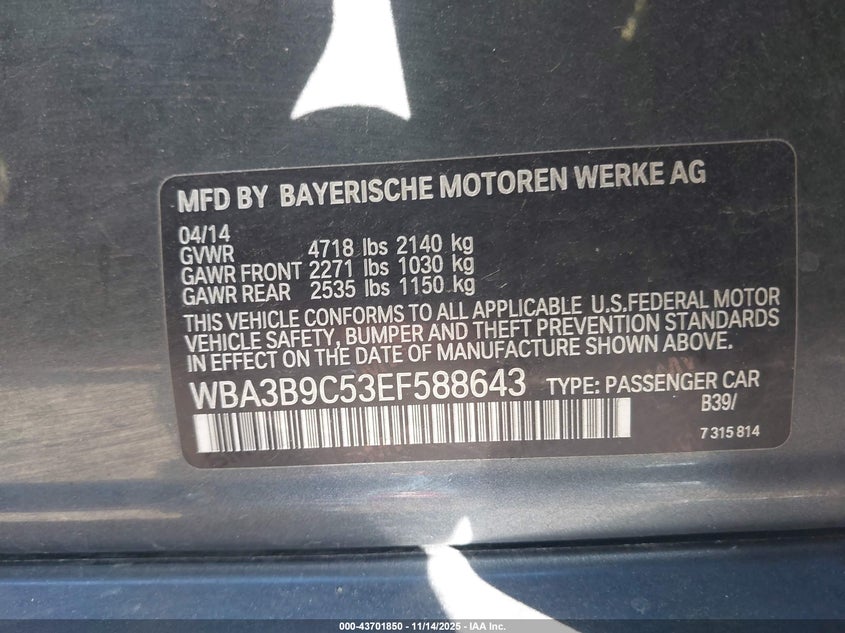 MFD BY BAYERISCHE MOTOREN WERKE AG
04/14
GVWR 4718 lbs 2140 kg
GAWR FRONT 2271 lbs 1030 kg
GAWR REAR 2535 lbs 1150 kg
THIS VEHICLE CONFORMS TO ALL APPLICABLE U.S.FEDERAL MOTOR
VEHICLE SAFETY, BUMPER AND THEFT PREVENTION STANDARDS
IN EFFECT ON THE DATE OF MANUFACTURE SHOWN ABOVE.
WBA3B9C53EF588643 TYPE: PASSENGER CAR
B39/
7 315 814
000-43701850 - 11/14/2025 - IAA Inc.